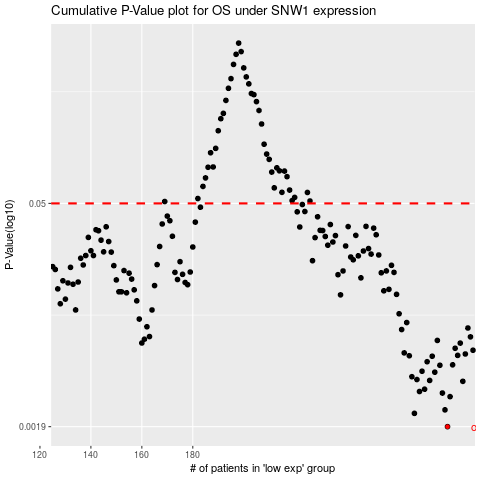 Cumulative P-Value plot for OS under SNW1 expression
P-Value(log10)
0.05
0.0019
120 140 160 180
# of patients in 'low exp' group